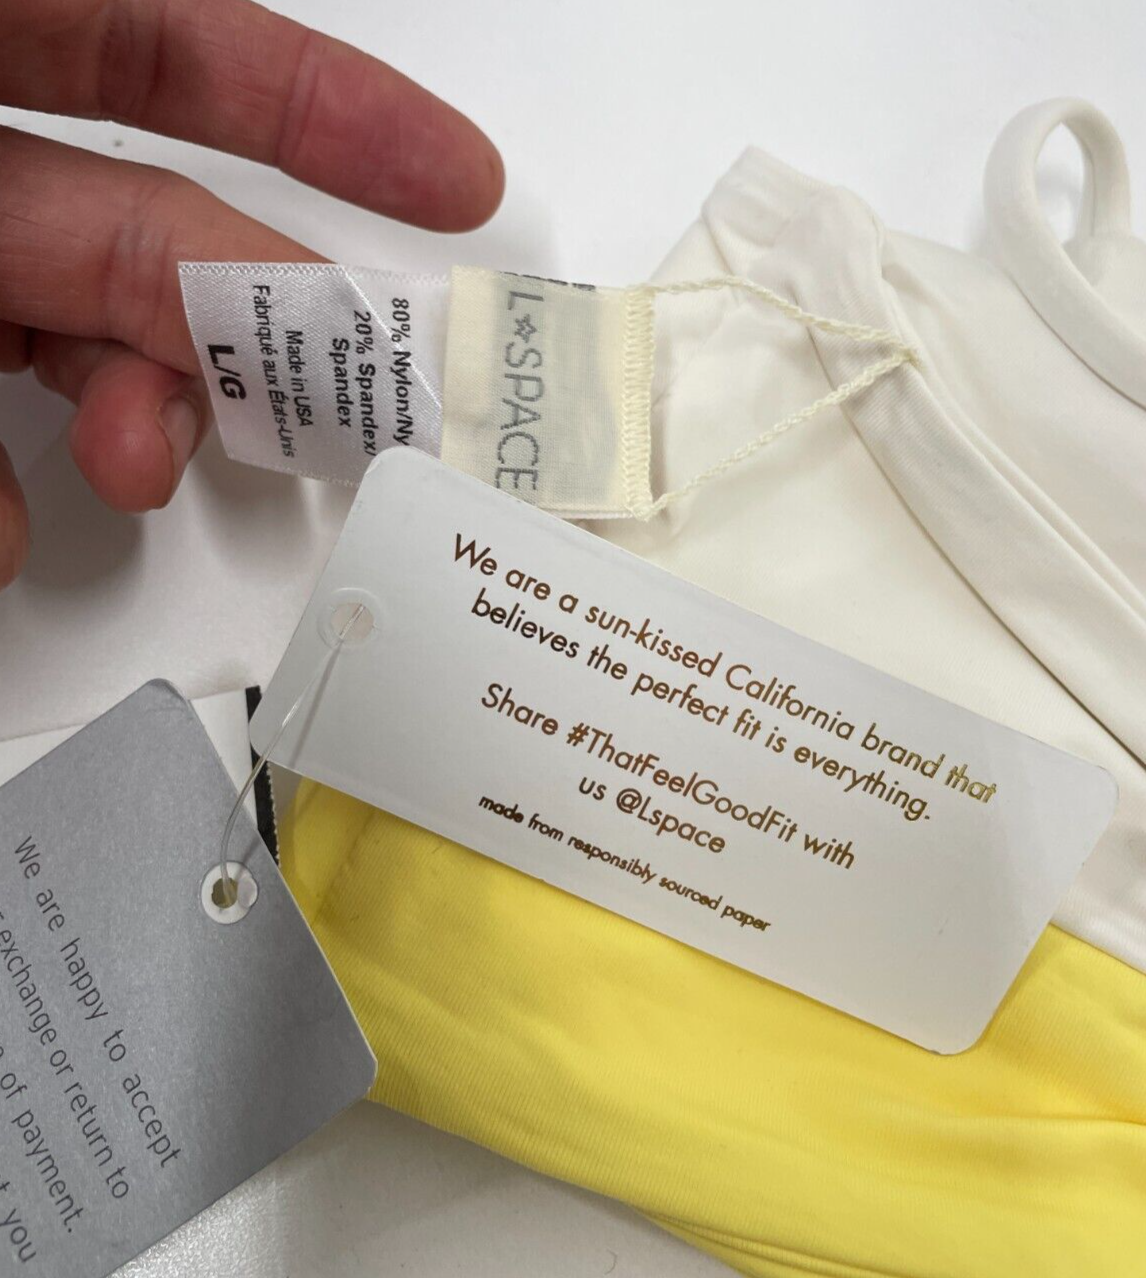 L☆SPACE
80% Nylon/Ny
20% Spandex/
Spandex
Made in USA
Fabriqué aux États-Unis
L/G
We are a sun-kissed California brand that
believes the perfect fit is everything.
Share #ThatFeelGoodFit with
us @Lspace
made from responsibly sourced paper
We are happy to accept
exchange or return to
of payment.
you